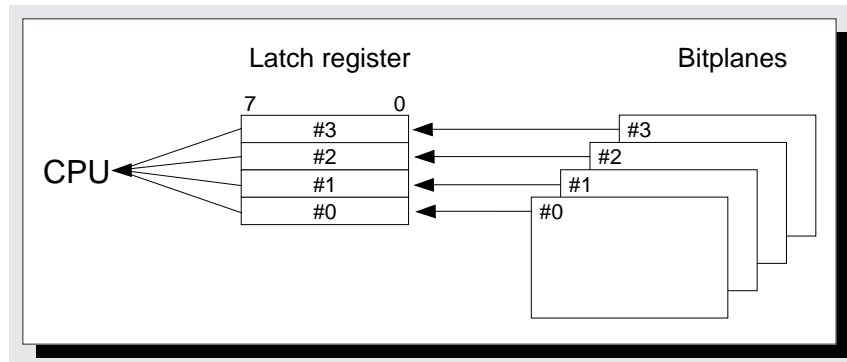 Latch register Bitplanes
7 0
#3 #3
#2 #2
CPU
#1 #1
#0 #0